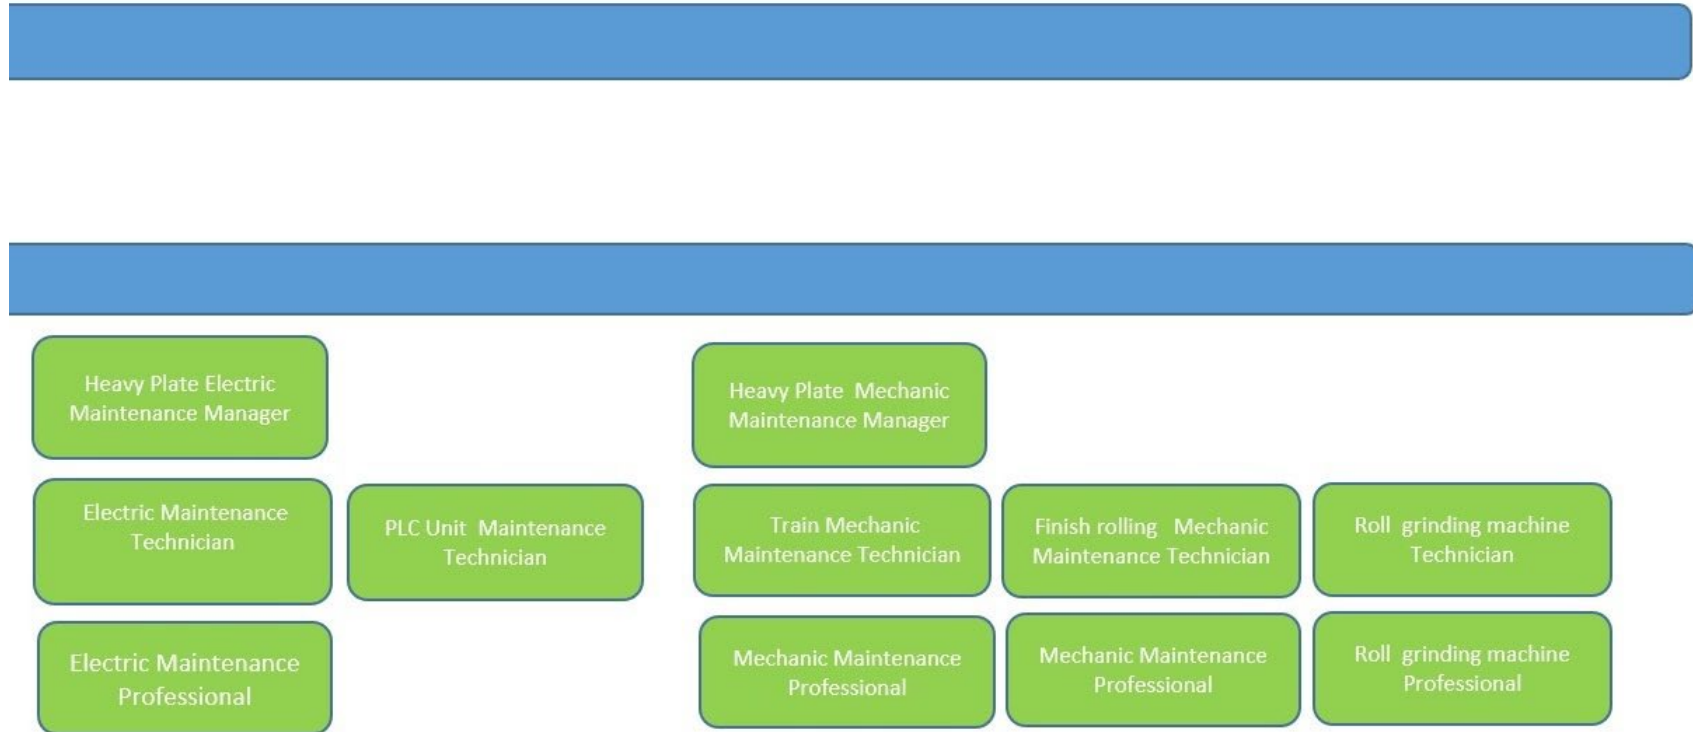 Heavy Plate Electric
Maintenance Manager
Heavy Plate  Mechanic
Maintenance Manager
Electric Maintenance
Technician
PLC Unit  Maintenance
Technician
Train Mechanic
Maintenance Technician
Finish rolling   Mechanic
Maintenance Technician
Roll  grinding machine
Technician
Electric Maintenance
Professional
Mechanic Maintenance
Professional
Mechanic Maintenance
Professional
Roll  grinding machine
Professional